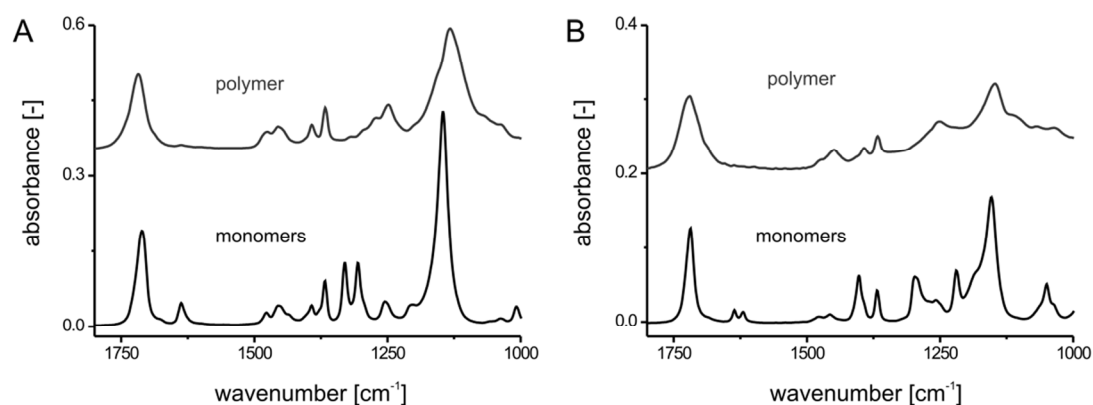 A
0.6
0.3
0.0
absorbance [-]
polymer
monomers
1750
1500
1250
1000
wavenumber [cm⁻¹]
B
0.4
0.2
0.0
absorbance [-]
polymer
monomers
1750
1500
1250
1000
wavenumber [cm⁻¹]